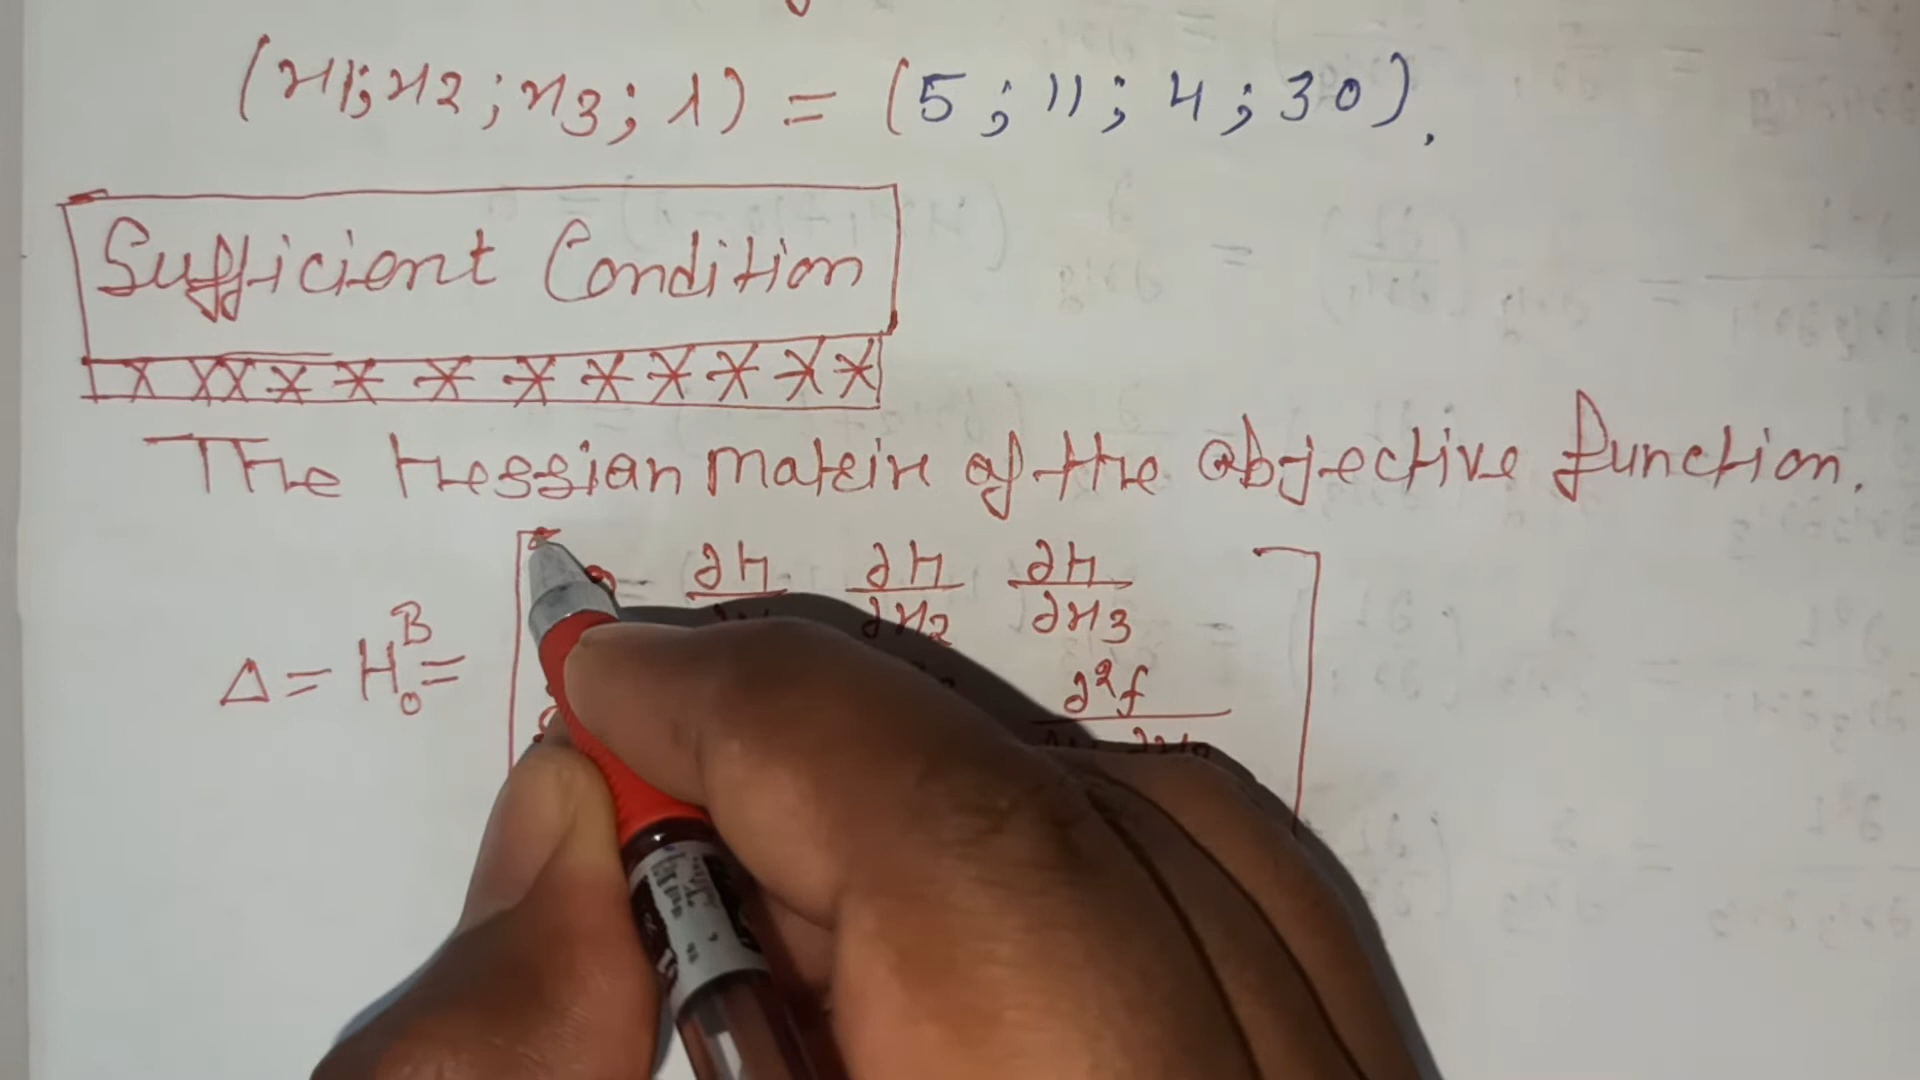 (x1; x2; x3; λ) = (5; 11; 4; 30).
Sufficient Condition
The Hessian matrix of the objective function.
∂h ∂h ∂h
∂x2 ∂x3
Δ = H₀ᴮ =
∂²f